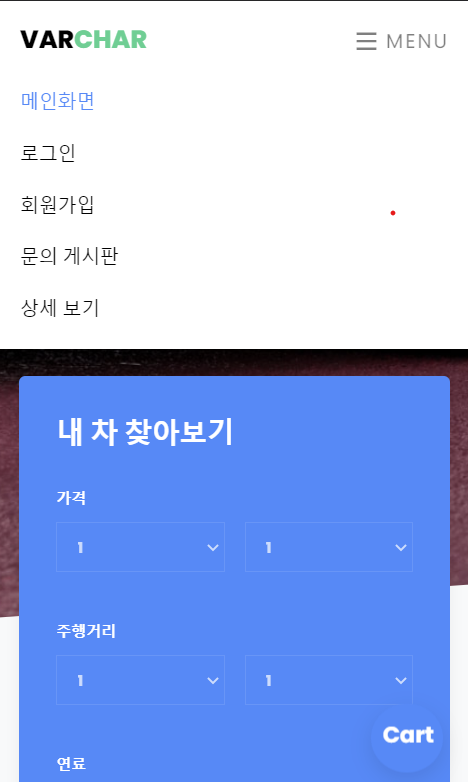 VARCHAR
MENU
메인화면
로그인
회원가입
문의 게시판
상세 보기
내 차 찾아보기
가격
1 1
주행거리
1 1
Cart
연료